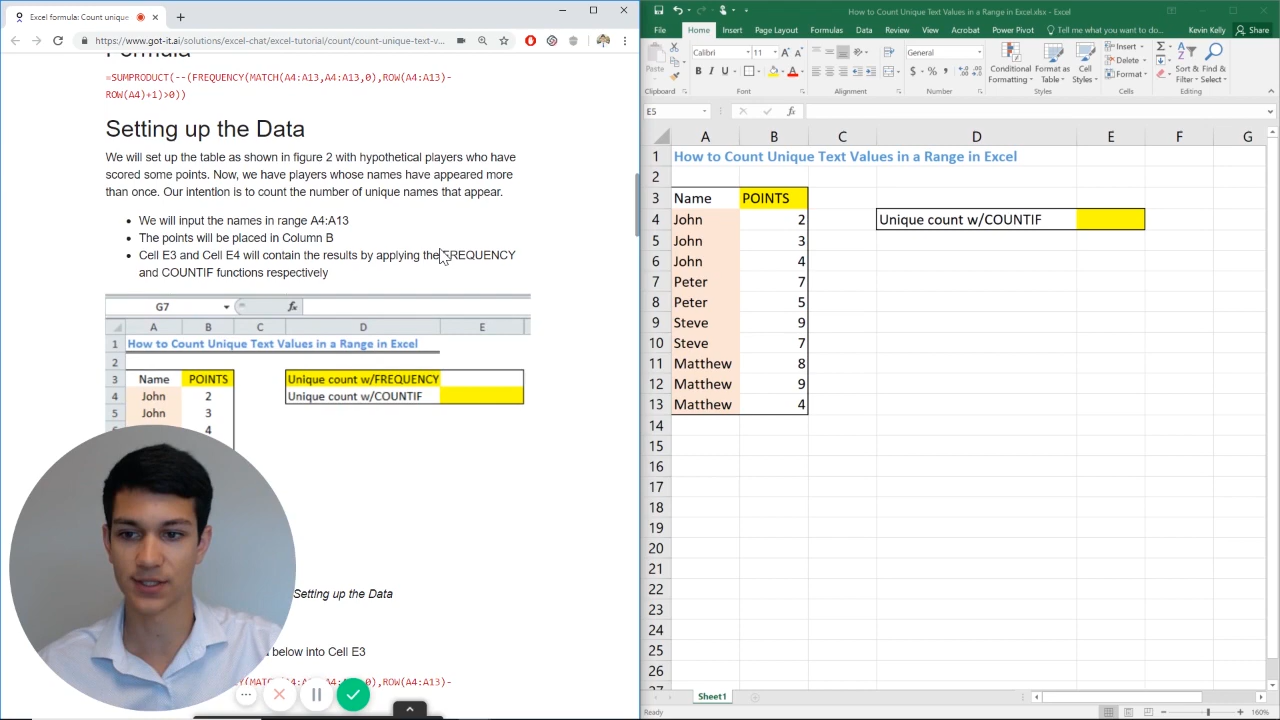 Excel formula: Count unique
https://www.got-it.ai/solutions/excel-chat/excel-tutorial/count/count-unique-text-v...
Formula
=SUMPRODUCT(--(FREQUENCY(MATCH(A4:A13,A4:A13,0),ROW(A4:A13)-
ROW(A4)+1)>0))
Setting up the Data
We will set up the table as shown in figure 2 with hypothetical players who have
scored some points. Now, we have players whose names have appeared more
than once. Our intention is to count the number of unique names that appear.
We will input the names in range A4:A13
The points will be placed in Column B
Cell E3 and Cell E4 will contain the results by applying the FREQUENCY
and COUNTIF functions respectively
G7 fx
A B C D E
1 How to Count Unique Text Values in a Range in Excel
2
3 Name POINTS Unique count w/FREQUENCY
4 John 2 Unique count w/COUNTIF
5 John 3
4
Setting up the Data
below into Cell E3
How to Count Unique Text Values in a Range in Excel.xlsx - Excel
File Home Insert Page Layout Formulas Data Review View Acrobat Power Pivot Tell me what you want to do... Kevin Kelly Share
Paste Calibri 11 General Conditional Formatting Format as Table Cell Styles Insert Delete Format Sort & Filter Find & Select
Clipboard Font Alignment Number Styles Cells Editing
E5 fx
A B C D E F G
1 How to Count Unique Text Values in a Range in Excel
2
3 Name POINTS
4 John 2 Unique count w/COUNTIF
5 John 3
6 John 4
7 Peter 7
8 Peter 5
9 Steve 9
10 Steve 7
11 Matthew 8
12 Matthew 9
13 Matthew 4
14
15
16
17
18
19
20
21
22
23
24
25
26
Sheet1
Ready 160%